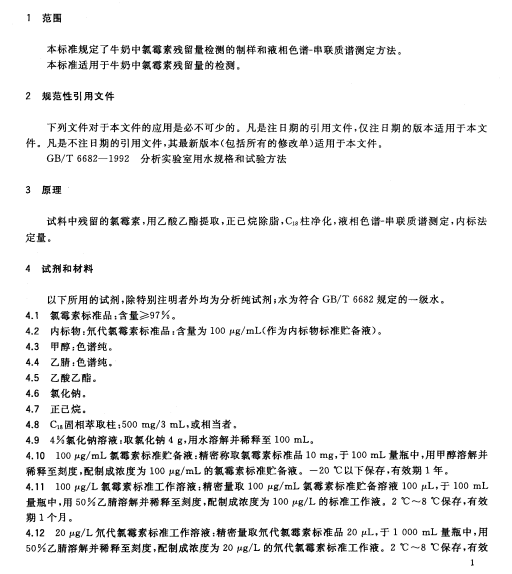 1 范围
本标准规定了牛奶中氯霉素残留量检测的制样和液相色谱-串联质谱测定方法。
本标准适用于牛奶中氯霉素残留量的检测。
2 规范性引用文件
下列文件对于本文件的应用是必不可少的。凡是注日期的引用文件,仅注日期的版本适用于本文
件。凡是不注日期的引用文件,其最新版本(包括所有的修改单)适用于本文件。
GB/T 6682—1992 分析实验室用水规格和试验方法
3 原理
试料中残留的氯霉素,用乙酸乙酯提取,正己烷除脂,C₁₈柱净化,液相色谱-串联质谱测定,内标法
定量。
4 试剂和材料
以下所用的试剂,除特别注明者外均为分析纯试剂;水为符合 GB/T 6682 规定的一级水。
4.1 氯霉素标准品:含量≥97%。
4.2 内标物:氘代氯霉素标准品:含量为 100 μg/mL(作为内标物标准贮备液)。
4.3 甲醇:色谱纯。
4.4 乙腈:色谱纯。
4.5 乙酸乙酯。
4.6 氯化钠。
4.7 正己烷。
4.8 C₁₈固相萃取柱:500 mg/3 mL,或相当者。
4.9 4%氯化钠溶液:取氯化钠 4 g,用水溶解并稀释至 100 mL。
4.10 100 μg/mL 氯霉素标准贮备液:精密称取氯霉素标准品 10 mg,于 100 mL 量瓶中,用甲醇溶解并
稀释至刻度,配制成浓度为 100 μg/mL 的氯霉素标准贮备液。-20 ℃以下保存,有效期 1 年。
4.11 100 μg/L 氯霉素标准工作溶液:精密量取 100 μg/mL 氯霉素标准贮备溶液 100 μL,于 100 mL
量瓶中,用 50%乙腈溶解并稀释至刻度,配制成浓度为 100 μg/L 的标准工作液。2 ℃~8 ℃保存,有效
期 1 个月。
4.12 20 μg/L 氘代氯霉素标准工作溶液:精密量取氘代氯霉素标准品 20 μL,于 1 000 mL 量瓶中,用
50%乙腈溶解并稀释至刻度,配制成浓度为 20 μg/L 的氘代氯霉素标准工作液。2 ℃~8 ℃保存,有效
1